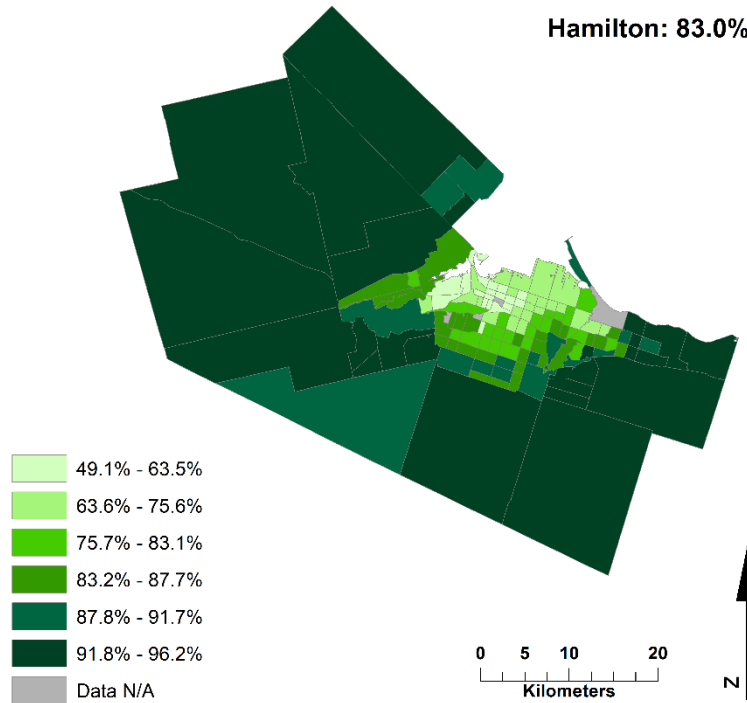 Hamilton: 83.0%
49.1% - 63.5%
63.6% - 75.6%
75.7% - 83.1%
83.2% - 87.7%
87.8% - 91.7%
91.8% - 96.2%
Data N/A
0 5 10 20
Kilometers
N